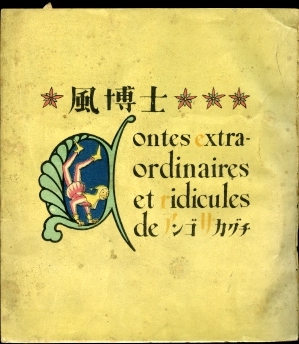 風博士
Contes extra-
ordinaires
et ridicules
de アンゴサカグチ